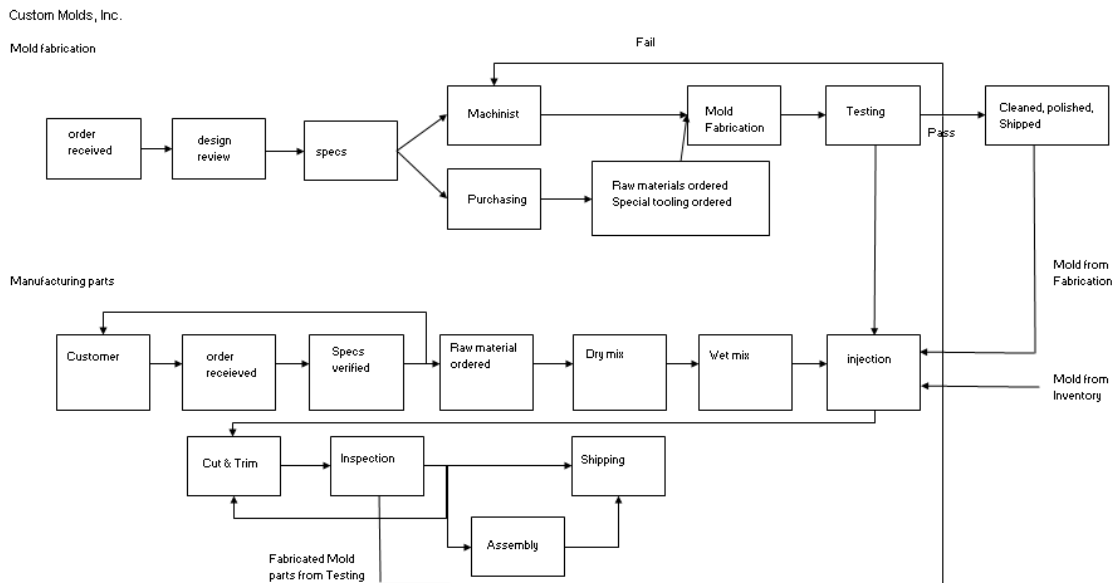 Custom Molds, Inc.
Mold fabrication
Fail
order
received
design
review
specs
Machinist
Purchasing
Raw materials ordered
Special tooling ordered
Mold
Fabrication
Testing
Pass
Cleaned, polished,
Shipped
Mold from
Fabrication
Manufacturing parts
Customer
order
receieved
Specs
verified
Raw material
ordered
Dry mix
Wet mix
injection
Mold from
Inventory
Cut & Trim
Inspection
Shipping
Assembly
Fabricated Mold
parts from Testing